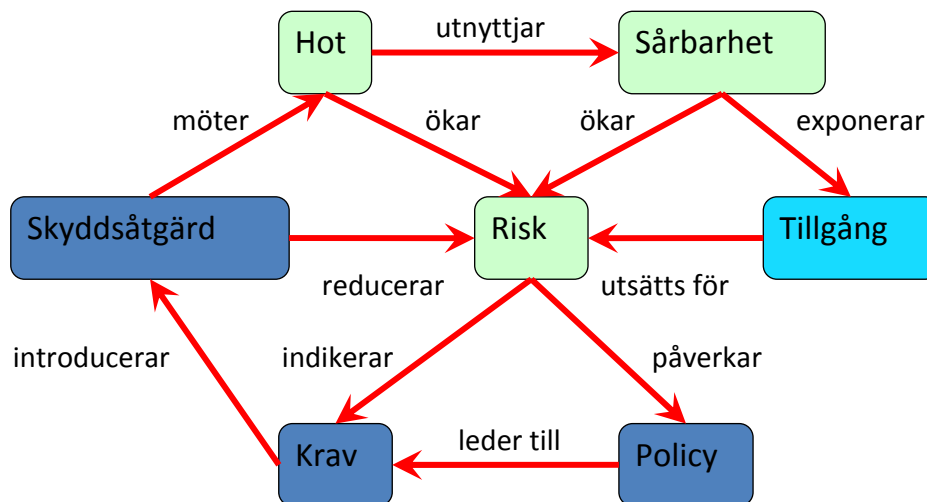 utnyttjar
Hot
Sårbarhet
möter
ökar
ökar
exponerar
Skyddsåtgärd
Risk
Tillgång
reducerar
utsätts för
introducerar
indikerar
påverkar
Krav
leder till
Policy